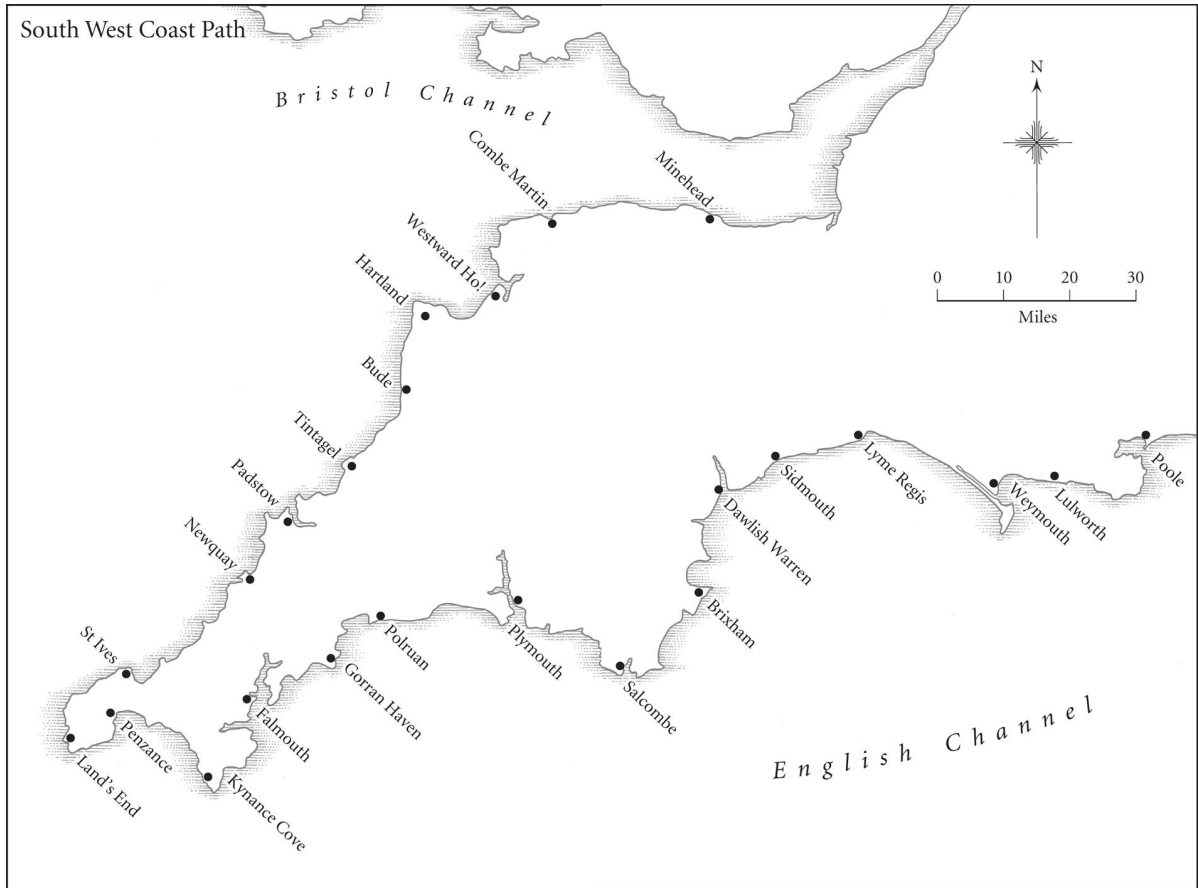 South West Coast Path
Bristol Channel
N
Combe Martin
Minehead
Westward Ho!
Hartland
0 10 20 30
Miles
Bude
Tintagel
Padstow
Newquay
St Ives
Land's End
Penzance
Kynance Cove
Falmouth
Gorran Haven
Polruan
Plymouth
Salcombe
Brixham
Dawlish Warren
Sidmouth
Lyme Regis
Weymouth
Lulworth
Poole
English Channel